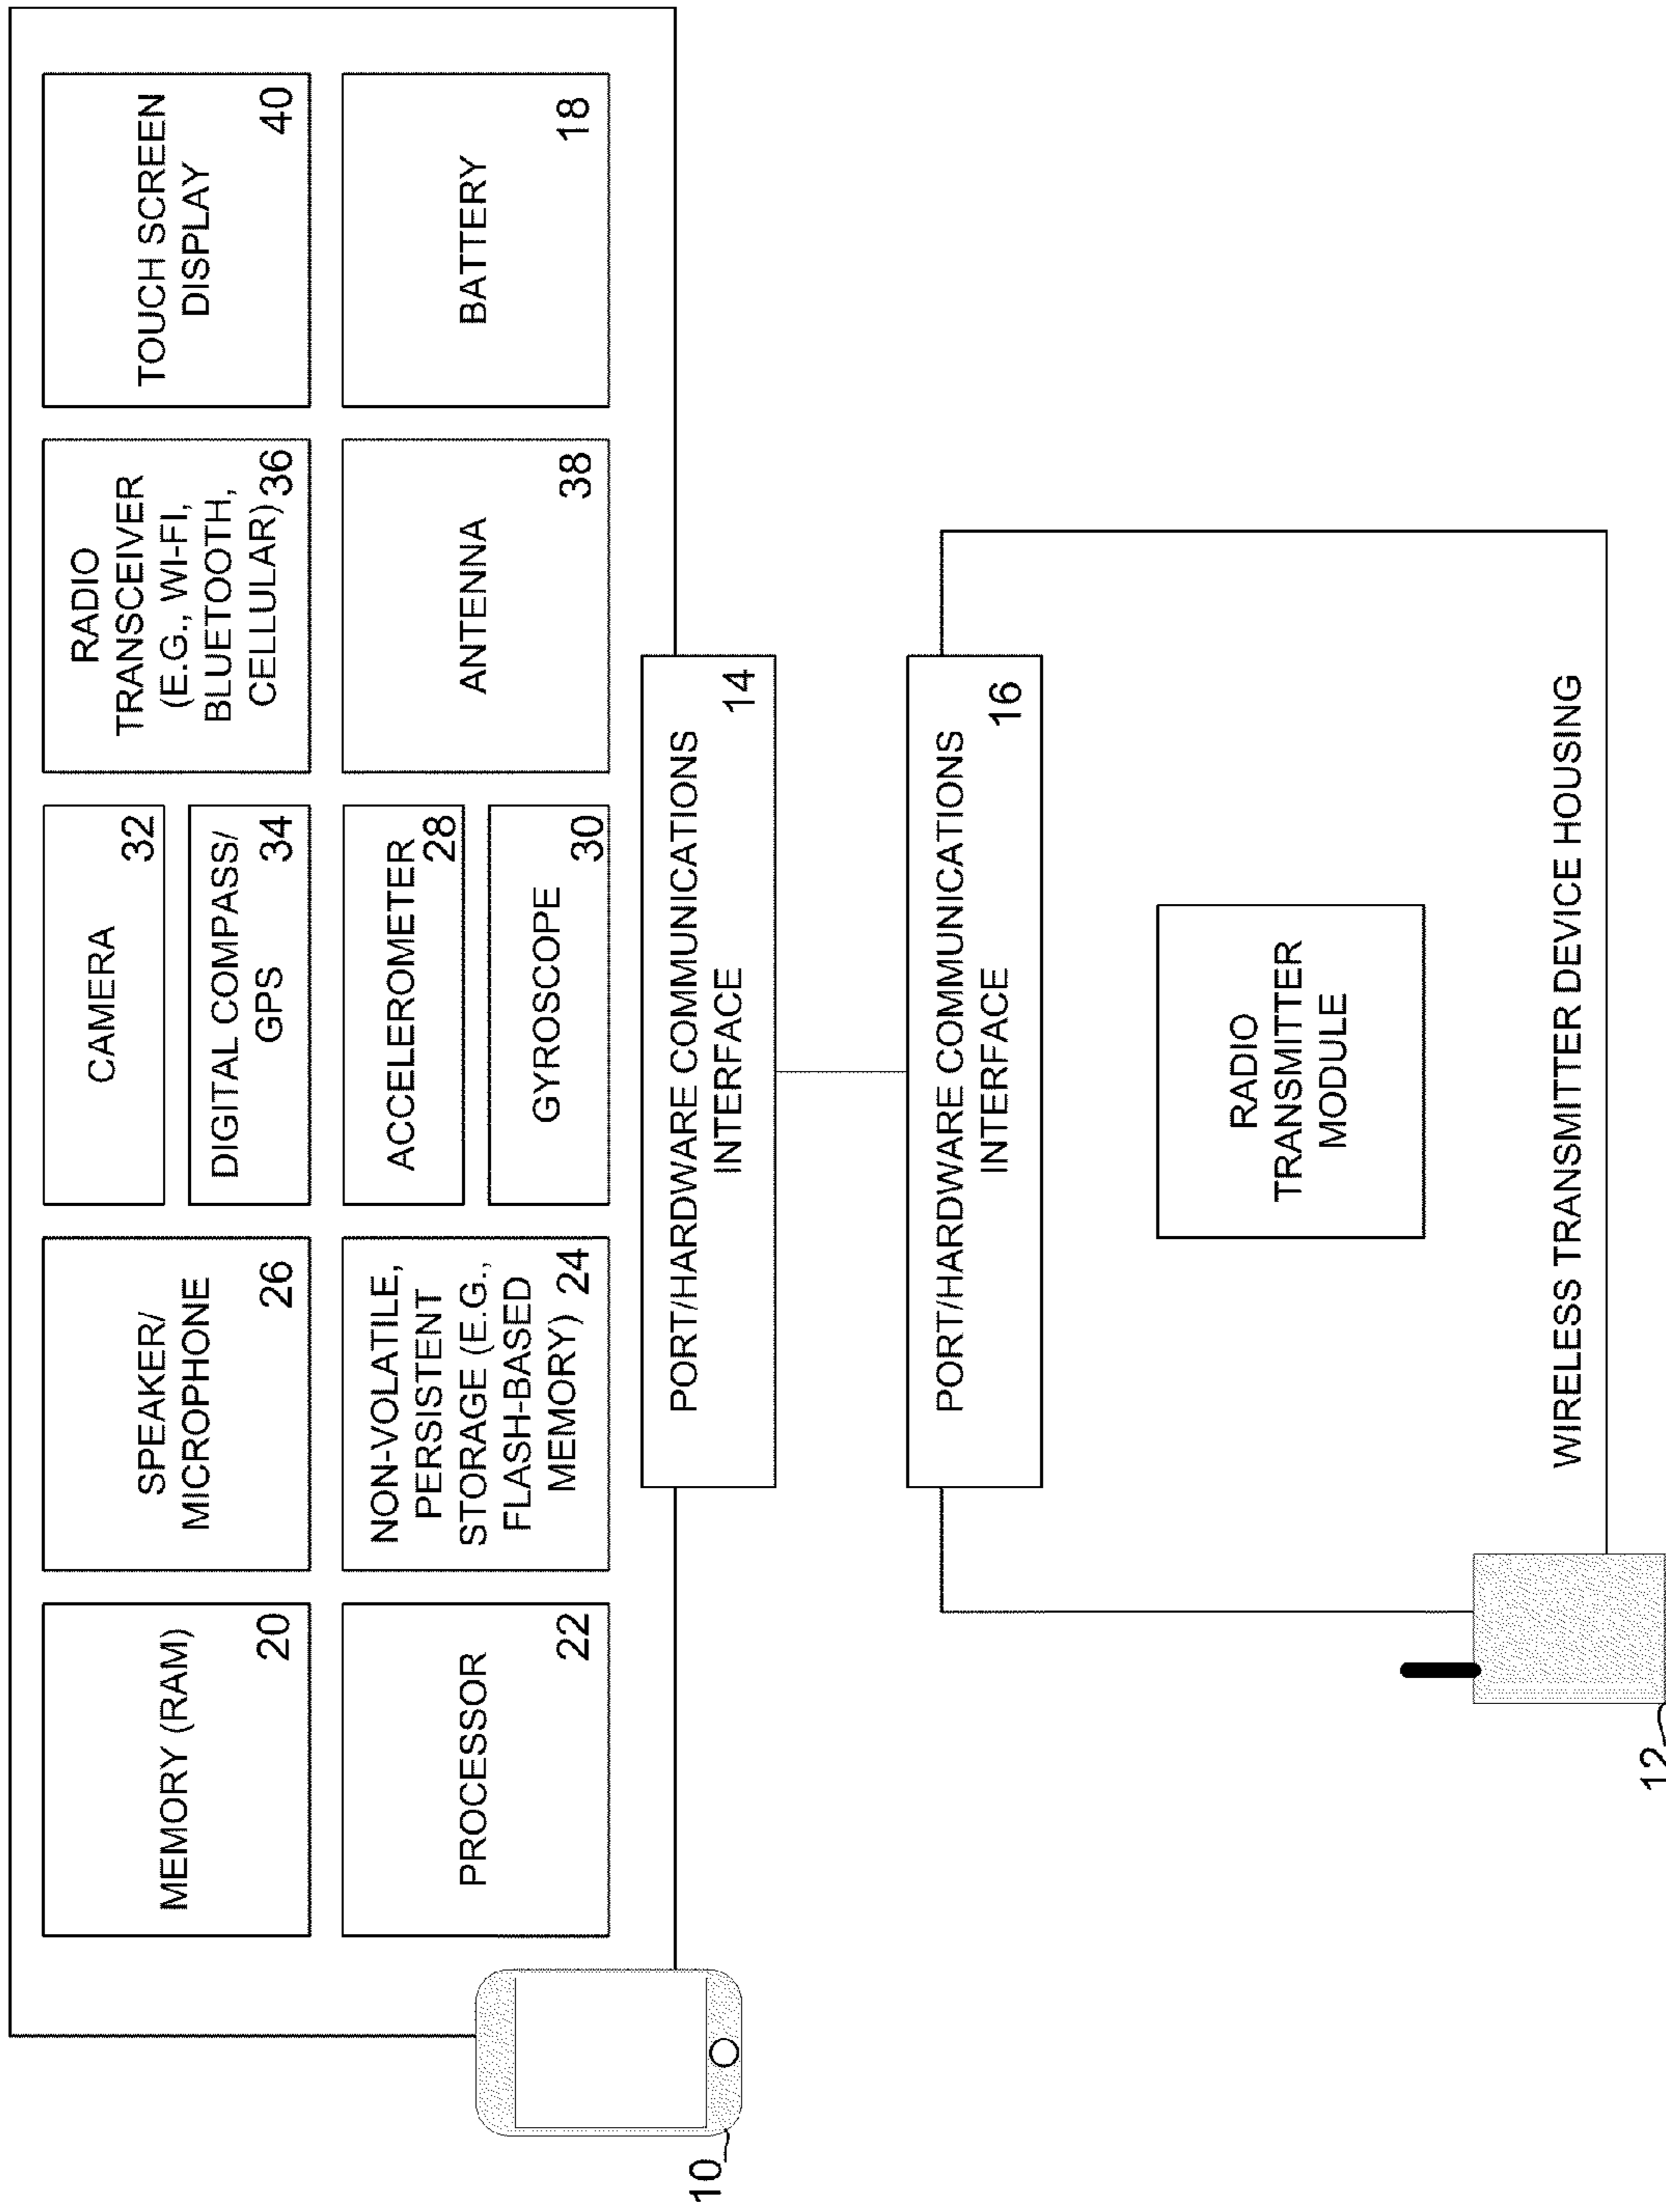 MEMORY (RAM)
20
SPEAKER/
MICROPHONE
26
CAMERA
32
DIGITAL COMPASS/
GPS
34
RADIO
TRANSCEIVER
(E.G., WI-FI,
BLUETOOTH,
CELLULAR) 36
TOUCH SCREEN
DISPLAY
40
PROCESSOR
22
NON-VOLATILE,
PERSISTENT
STORAGE (E.G.,
FLASH-BASED
MEMORY) 24
ACCELEROMETER
28
GYROSCOPE
30
ANTENNA
38
BATTERY
18
10
PORT/HARDWARE COMMUNICATIONS
INTERFACE
14
PORT/HARDWARE COMMUNICATIONS
INTERFACE
16
RADIO
TRANSMITTER
MODULE
WIRELESS TRANSMITTER DEVICE HOUSING
12